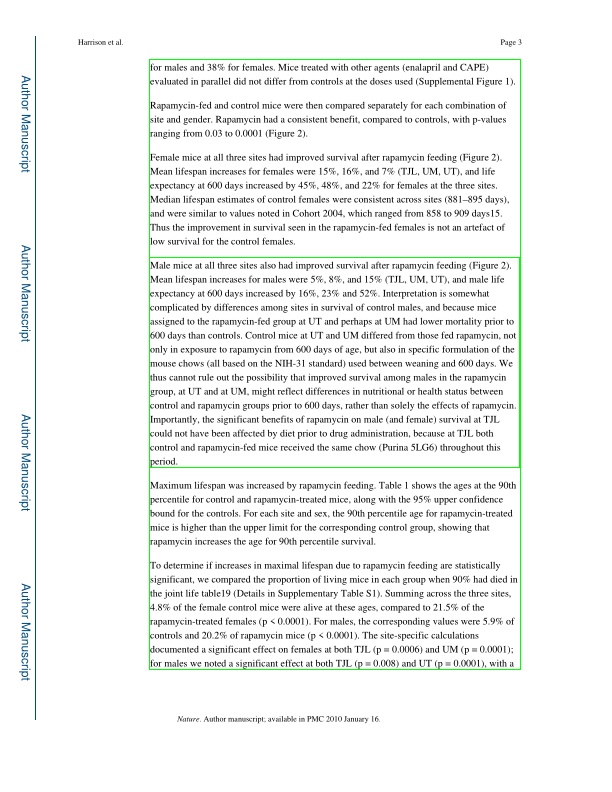 Harrison et al.
Page 3
for males and 38% for females. Mice treated with other agents (enalapril and CAPE)
evaluated in parallel did not differ from controls at the doses used (Supplemental Figure 1).
Rapamycin-fed and control mice were then compared separately for each combination of
site and gender. Rapamycin had a consistent benefit, compared to controls, with p-values
ranging from 0.03 to 0.0001 (Figure 2).
Female mice at all three sites had improved survival after rapamycin feeding (Figure 2).
Mean lifespan increases for females were 15%, 16%, and 7% (TJL, UM, UT), and life
expectancy at 600 days increased by 45%, 48%, and 22% for females at the three sites.
Median lifespan estimates of control females were consistent across sites (881–895 days),
and were similar to values noted in Cohort 2004, which ranged from 858 to 909 days15.
Thus the improvement in survival seen in the rapamycin-fed females is not an artefact of
low survival for the control females.
Male mice at all three sites also had improved survival after rapamycin feeding (Figure 2).
Mean lifespan increases for males were 5%, 8%, and 15% (TJL, UM, UT), and male life
expectancy at 600 days increased by 16%, 23% and 52%. Interpretation is somewhat
complicated by differences among sites in survival of control males, and because mice
assigned to the rapamycin-fed group at UT and perhaps at UM had lower mortality prior to
600 days than controls. Control mice at UT and UM differed from those fed rapamycin, not
only in exposure to rapamycin from 600 days of age, but also in specific formulation of the
mouse chows (all based on the NIH-31 standard) used between weaning and 600 days. We
thus cannot rule out the possibility that improved survival among males in the rapamycin
group, at UT and at UM, might reflect differences in nutritional or health status between
control and rapamycin groups prior to 600 days, rather than solely the effects of rapamycin.
Importantly, the significant benefits of rapamycin on male (and female) survival at TJL
could not have been affected by diet prior to drug administration, because at TJL both
control and rapamycin-fed mice received the same chow (Purina 5LG6) throughout this
period.
Maximum lifespan was increased by rapamycin feeding. Table 1 shows the ages at the 90th
percentile for control and rapamycin-treated mice, along with the 95% upper confidence
bound for the controls. For each site and sex, the 90th percentile age for rapamycin-treated
mice is higher than the upper limit for the corresponding control group, showing that
rapamycin increases the age for 90th percentile survival.
To determine if increases in maximal lifespan due to rapamycin feeding are statistically
significant, we compared the proportion of living mice in each group when 90% had died in
the joint life table19 (Details in Supplementary Table S1). Summing across the three sites,
4.8% of the female control mice were alive at these ages, compared to 21.5% of the
rapamycin-treated females (p < 0.0001). For males, the corresponding values were 5.9% of
controls and 20.2% of rapamycin mice (p < 0.0001). The site-specific calculations
documented a significant effect on females at both TJL (p = 0.0006) and UM (p = 0.0001);
for males we noted a significant effect at both TJL (p = 0.008) and UT (p = 0.0001), with a
Nature. Author manuscript; available in PMC 2010 January 16.
Author Manuscript
Author Manuscript
Author Manuscript
Author Manuscript